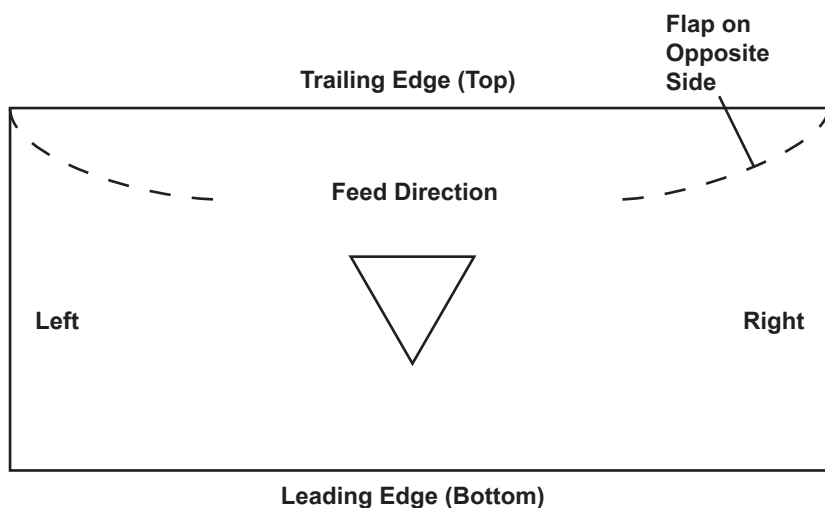 Flap on
Opposite
Side
Trailing Edge (Top)
Feed Direction
Left
Right
Leading Edge (Bottom)